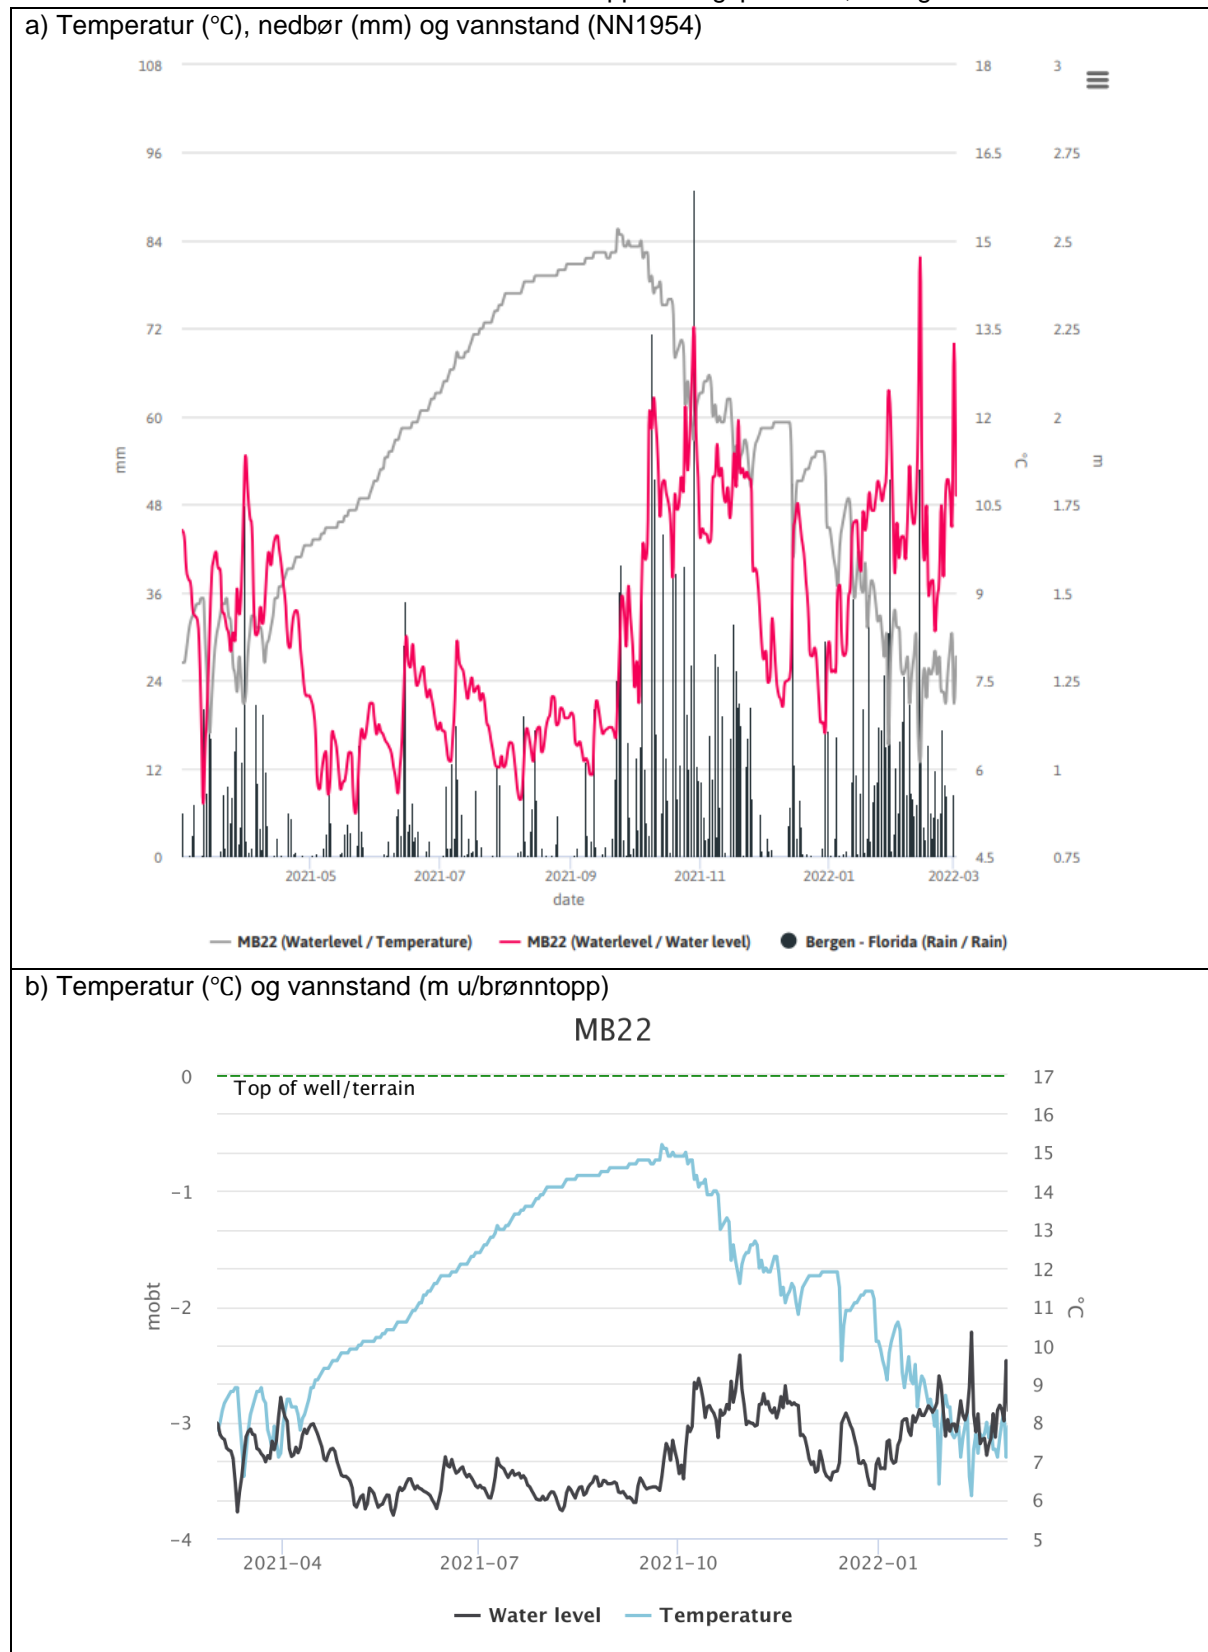 a) Temperatur (℃), nedbør (mm) og vannstand (NN1954)
108 18 3
96 16.5 2.75
84 15 2.5
72 13.5 2.25
60 12 2
mm °C m
48 10.5 1.75
36 9 1.5
24 7.5 1.25
12 6 1
0 4.5 0.75
2021-05 2021-07 2021-09 2021-11 2022-01 2022-03
date
MB22 (Waterlevel / Temperature) MB22 (Waterlevel / Water level) Bergen - Florida (Rain / Rain)
b) Temperatur (℃) og vannstand (m u/brønntopp)
MB22
0 17
Top of well/terrain
16
15
−1 14
13
12
mobt °C
−2 11
10
9
−3 8
7
6
−4 5
2021−04 2021−07 2021−10 2022−01
Water level Temperature